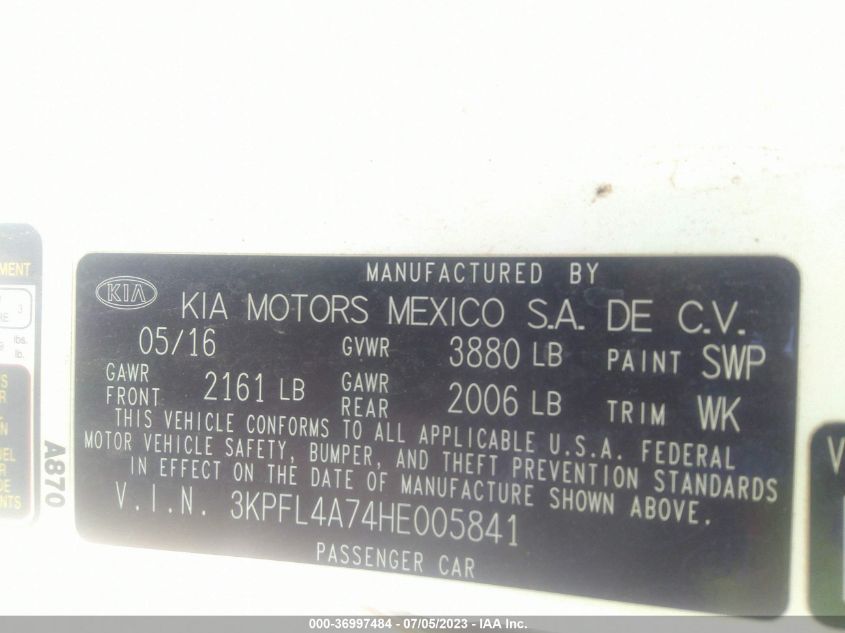 MANUFACTURED BY
KIA KIA MOTORS MEXICO S.A. DE C.V.
05/16 GVWR 3880 LB PAINT SWP
GAWR FRONT 2161 LB GAWR REAR 2006 LB TRIM WK
THIS VEHICLE CONFORMS TO ALL APPLICABLE U.S.A. FEDERAL
MOTOR VEHICLE SAFETY, BUMPER, AND THEFT PREVENTION STANDARDS
IN EFFECT ON THE DATE OF MANUFACTURE SHOWN ABOVE.
V.I.N. 3KPFL4A74HE005841
PASSENGER CAR
A870
3
lbs.
lb.
000-36997484 - 07/05/2023 - IAA Inc.